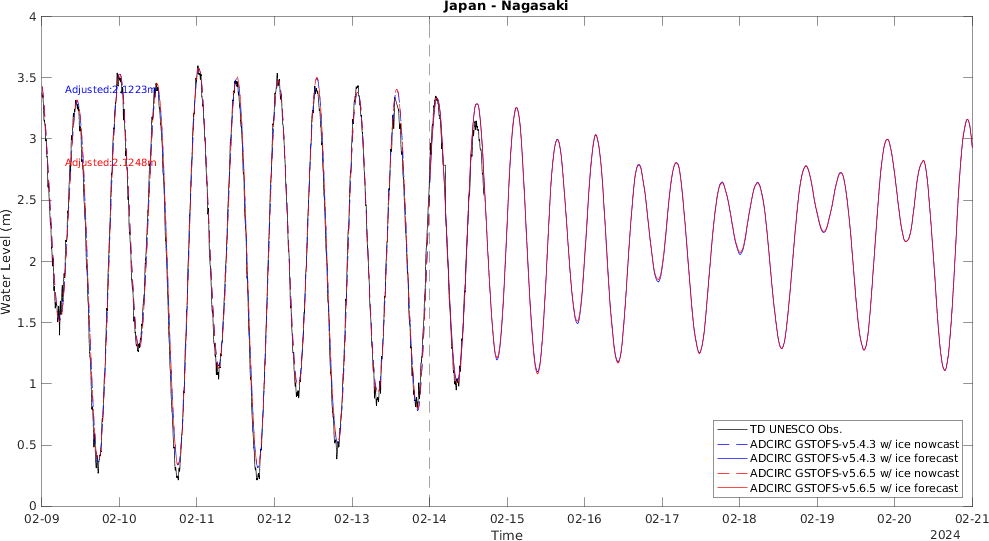 Japan - Nagasaki
4
3.5
3
2.5
2
1.5
1
0.5
0
Water Level (m)
Adjusted:2.1223m
Adjusted:2.1248m
TD UNESCO Obs.
ADCIRC GSTOFS-v5.4.3 w/ ice nowcast
ADCIRC GSTOFS-v5.4.3 w/ ice forecast
ADCIRC GSTOFS-v5.6.5 w/ ice nowcast
ADCIRC GSTOFS-v5.6.5 w/ ice forecast
02-09 02-10 02-11 02-12 02-13 02-14 02-15 02-16 02-17 02-18 02-19 02-20 02-21
Time
2024